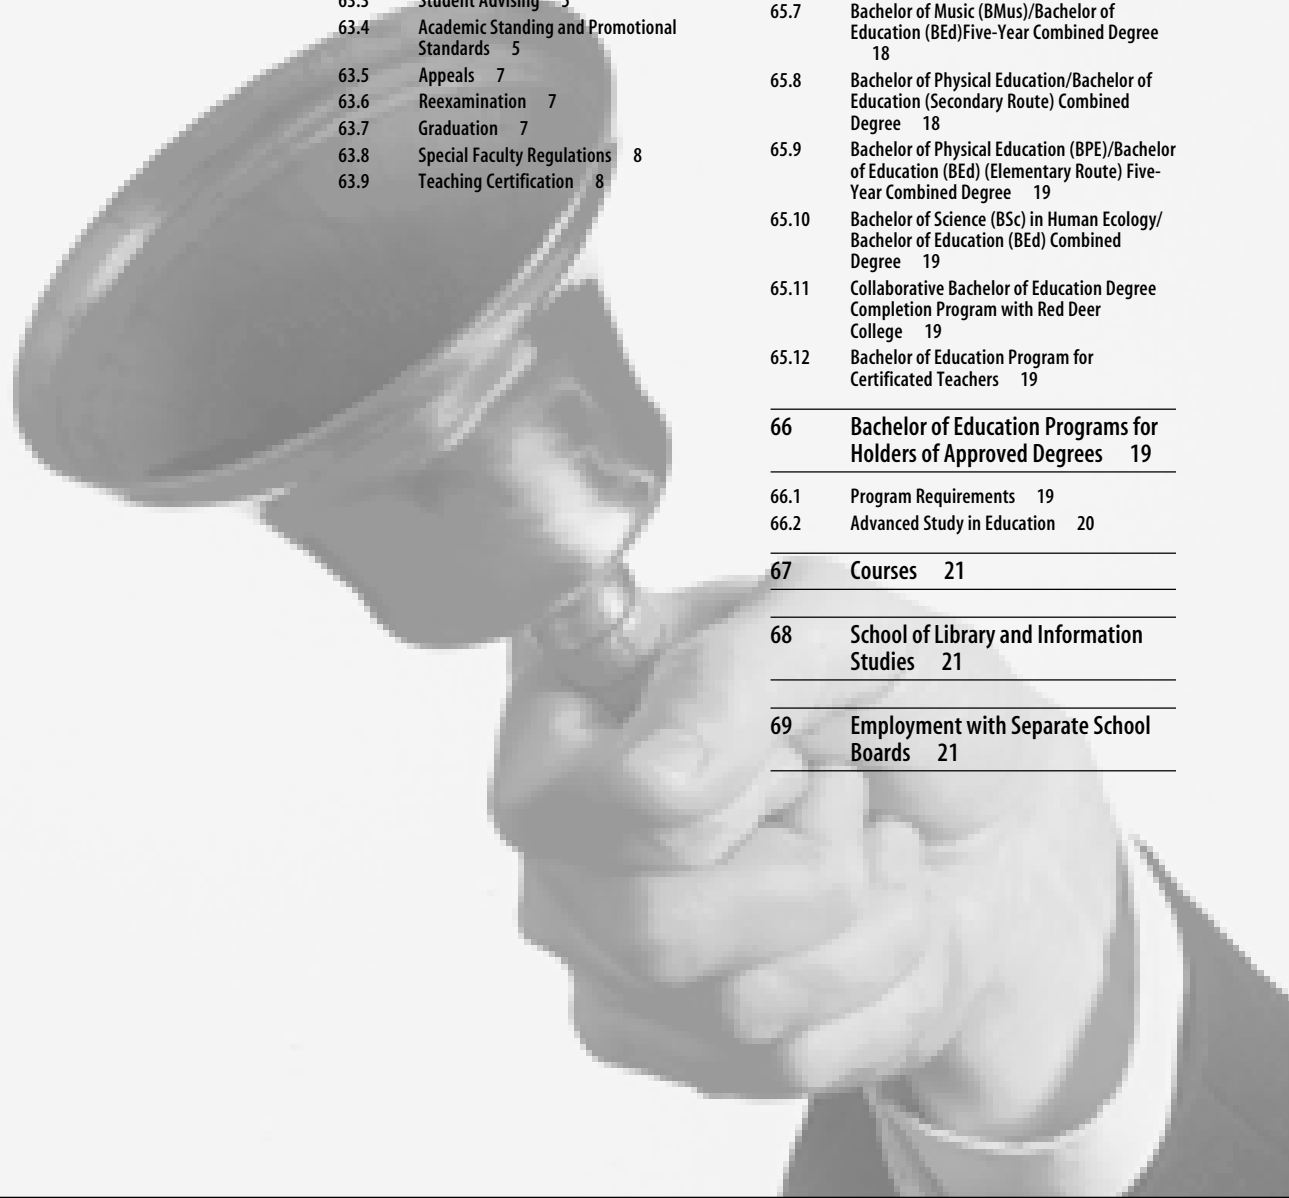 63.3 Student Advising 5
63.4 Academic Standing and Promotional
Standards 5
63.5 Appeals 7
63.6 Reexamination 7
63.7 Graduation 7
63.8 Special Faculty Regulations 8
63.9 Teaching Certification 8
65.7 Bachelor of Music (BMus)/Bachelor of
Education (BEd)Five-Year Combined Degree
18
65.8 Bachelor of Physical Education/Bachelor of
Education (Secondary Route) Combined
Degree 18
65.9 Bachelor of Physical Education (BPE)/Bachelor
of Education (BEd) (Elementary Route) Five-
Year Combined Degree 19
65.10 Bachelor of Science (BSc) in Human Ecology/
Bachelor of Education (BEd) Combined
Degree 19
65.11 Collaborative Bachelor of Education Degree
Completion Program with Red Deer
College 19
65.12 Bachelor of Education Program for
Certificated Teachers 19
66 Bachelor of Education Programs for
Holders of Approved Degrees 19
66.1 Program Requirements 19
66.2 Advanced Study in Education 20
67 Courses 21
68 School of Library and Information
Studies 21
69 Employment with Separate School
Boards 21